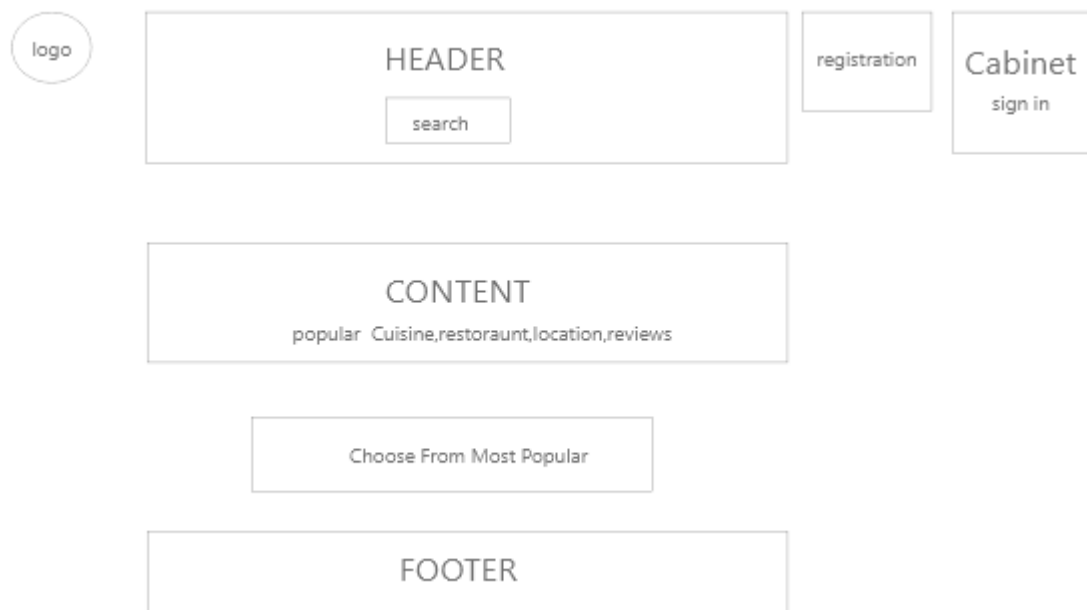 logo
HEADER
search
registration
Cabinet
sign in
CONTENT
popular Cuisine,restoraunt,location,reviews
Choose From Most Popular
FOOTER